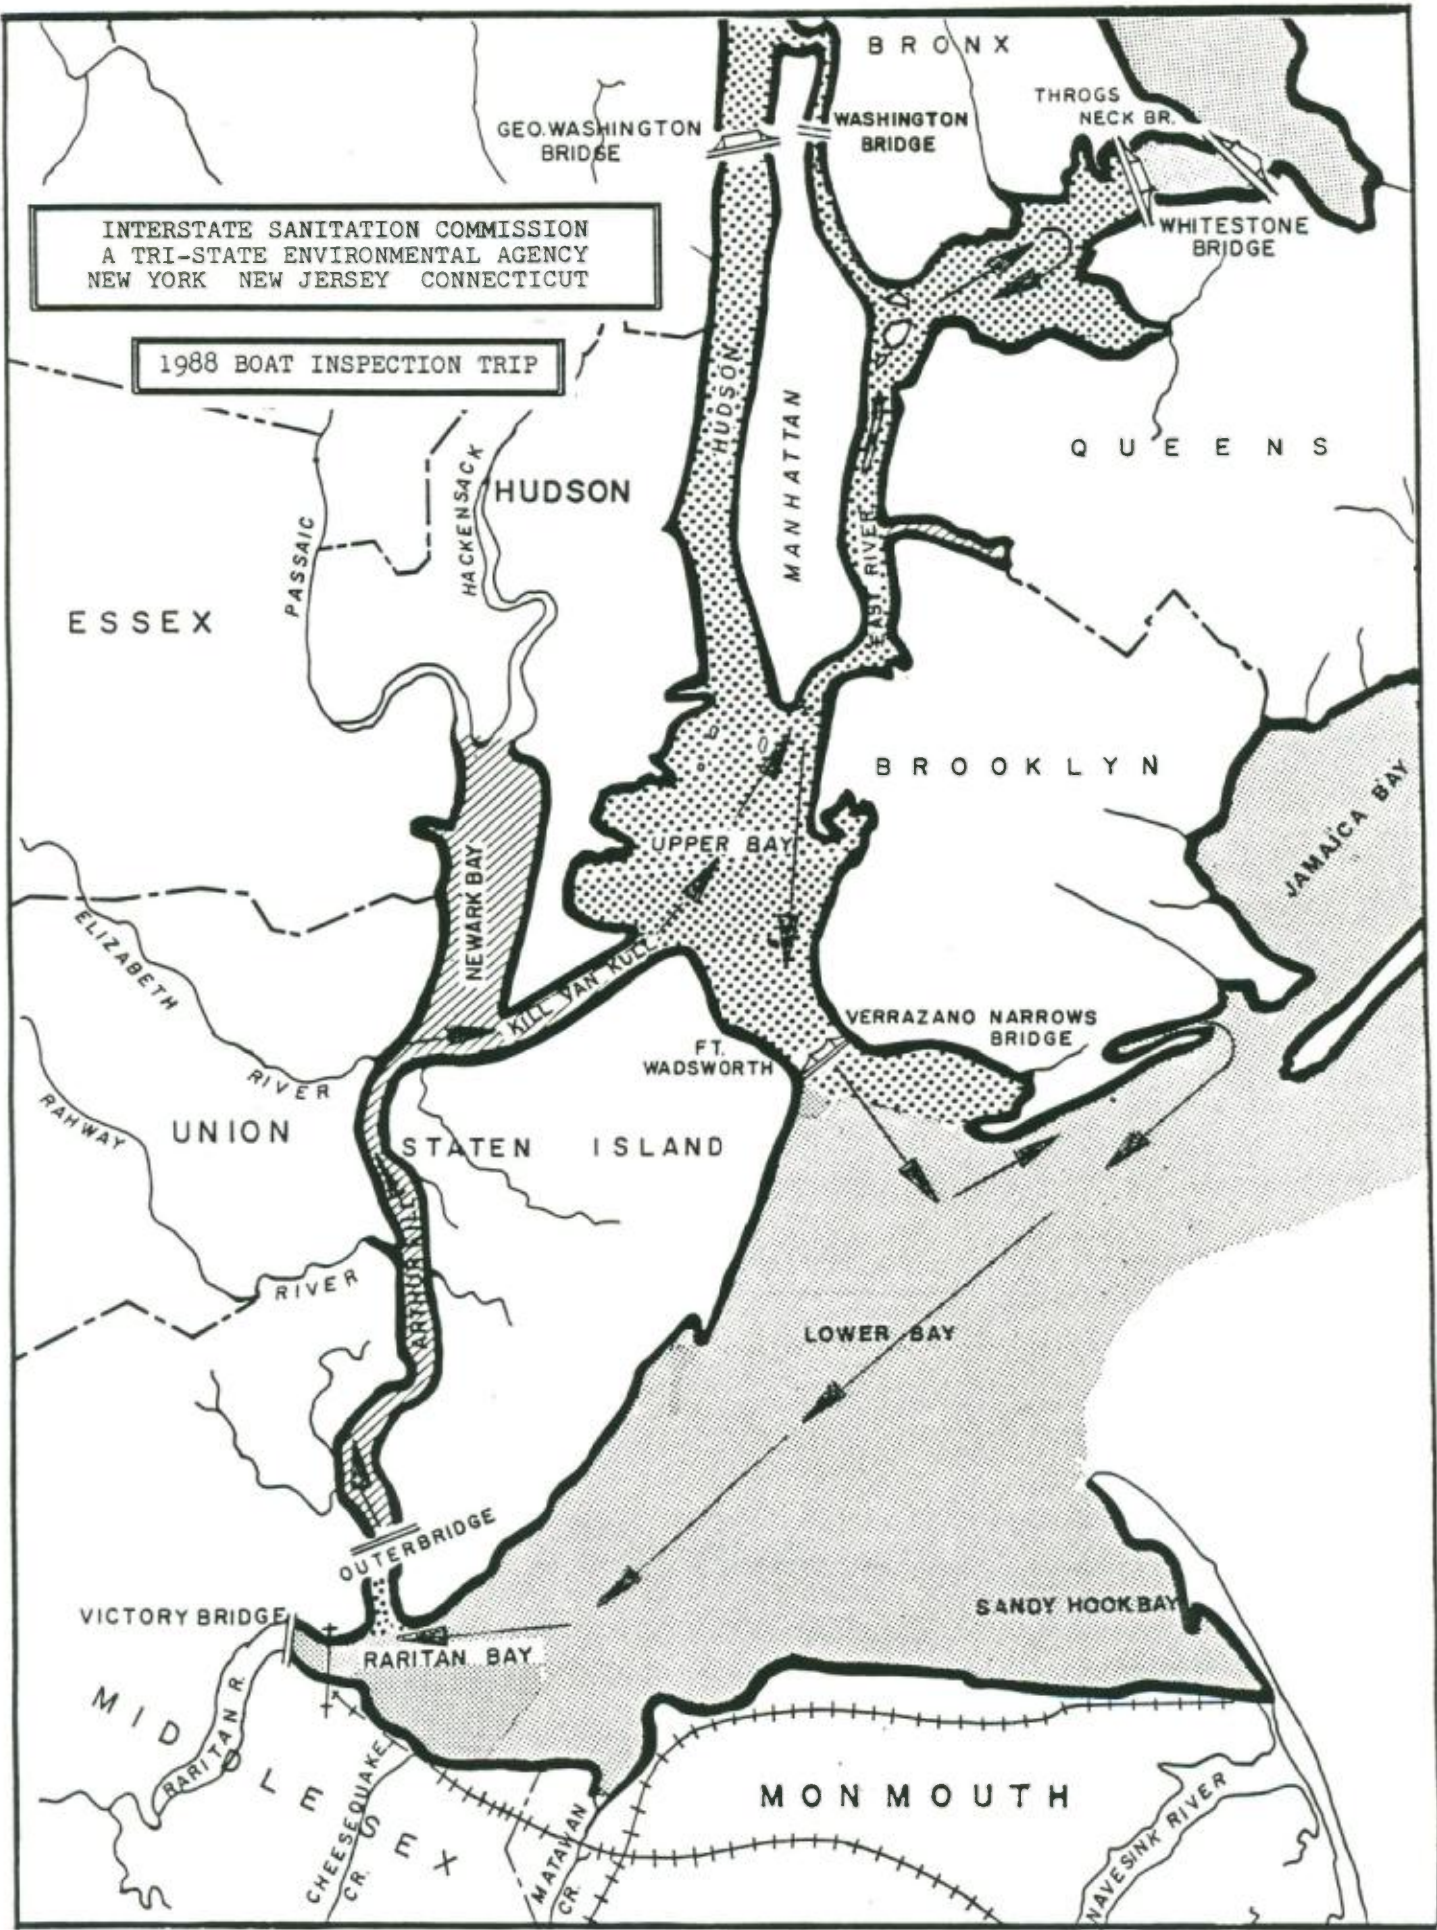 BRONX
THROGS
NECK BR.
GEO. WASHINGTON
BRIDGE
WASHINGTON
BRIDGE
WHITESTONE
BRIDGE
INTERSTATE SANITATION COMMISSION
A TRI-STATE ENVIRONMENTAL AGENCY
NEW YORK NEW JERSEY CONNECTICUT
1988 BOAT INSPECTION TRIP
HUDSON
MANHATTAN
QUEENS
HACKENSACK
HUDSON
PASSAIC
EAST RIVER
ESSEX
BROOKLYN
JAMAICA BAY
UPPER BAY
NEWARK BAY
ELIZABETH
RIVER
KILL VAN KULL
VERRAZANO NARROWS
BRIDGE
FT.
WADSWORTH
RAHWAY
RIVER
UNION
STATEN ISLAND
ARTHUR KILL
LOWER BAY
OUTERBRIDGE
VICTORY BRIDGE
SANDY HOOK BAY
RARITAN BAY
RARITAN R.
MIDDLESEX
CHEESEQUAKE
CR.
MATAWAN
CR.
MONMOUTH
NAVESINK RIVER